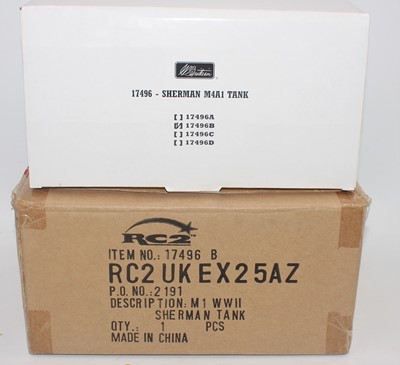 17496 - SHERMAN M4A1 TANK
[ ] 17496A
[✓] 17496B
[ ] 17496C
[ ] 17496D
RC2™
ITEM NO.: 17496 B
RC2 UK EX25AZ
P.O. NO.: 2191
DESCRIPTION: M1 WWII
SHERMAN TANK
QTY.: 1 PCS
MADE IN CHINA